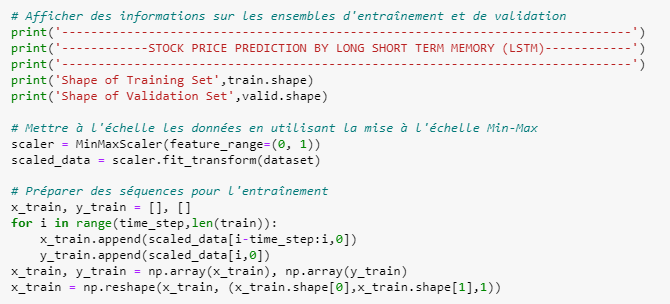 # Afficher des informations sur les ensembles d'entraînement et de validation
print('-----------------------------------------------------------------------------')
print('------------STOCK PRICE PREDICTION BY LONG SHORT TERM MEMORY (LSTM)------------')
print('-----------------------------------------------------------------------------')
print('Shape of Training Set',train.shape)
print('Shape of Validation Set',valid.shape)
# Mettre à l'échelle les données en utilisant la mise à l'échelle Min-Max
scaler = MinMaxScaler(feature_range=(0, 1))
scaled_data = scaler.fit_transform(dataset)
# Préparer des séquences pour l'entraînement
x_train, y_train = [], []
for i in range(time_step,len(train)):
    x_train.append(scaled_data[i-time_step:i,0])
    y_train.append(scaled_data[i,0])
x_train, y_train = np.array(x_train), np.array(y_train)
x_train = np.reshape(x_train, (x_train.shape[0],x_train.shape[1],1))